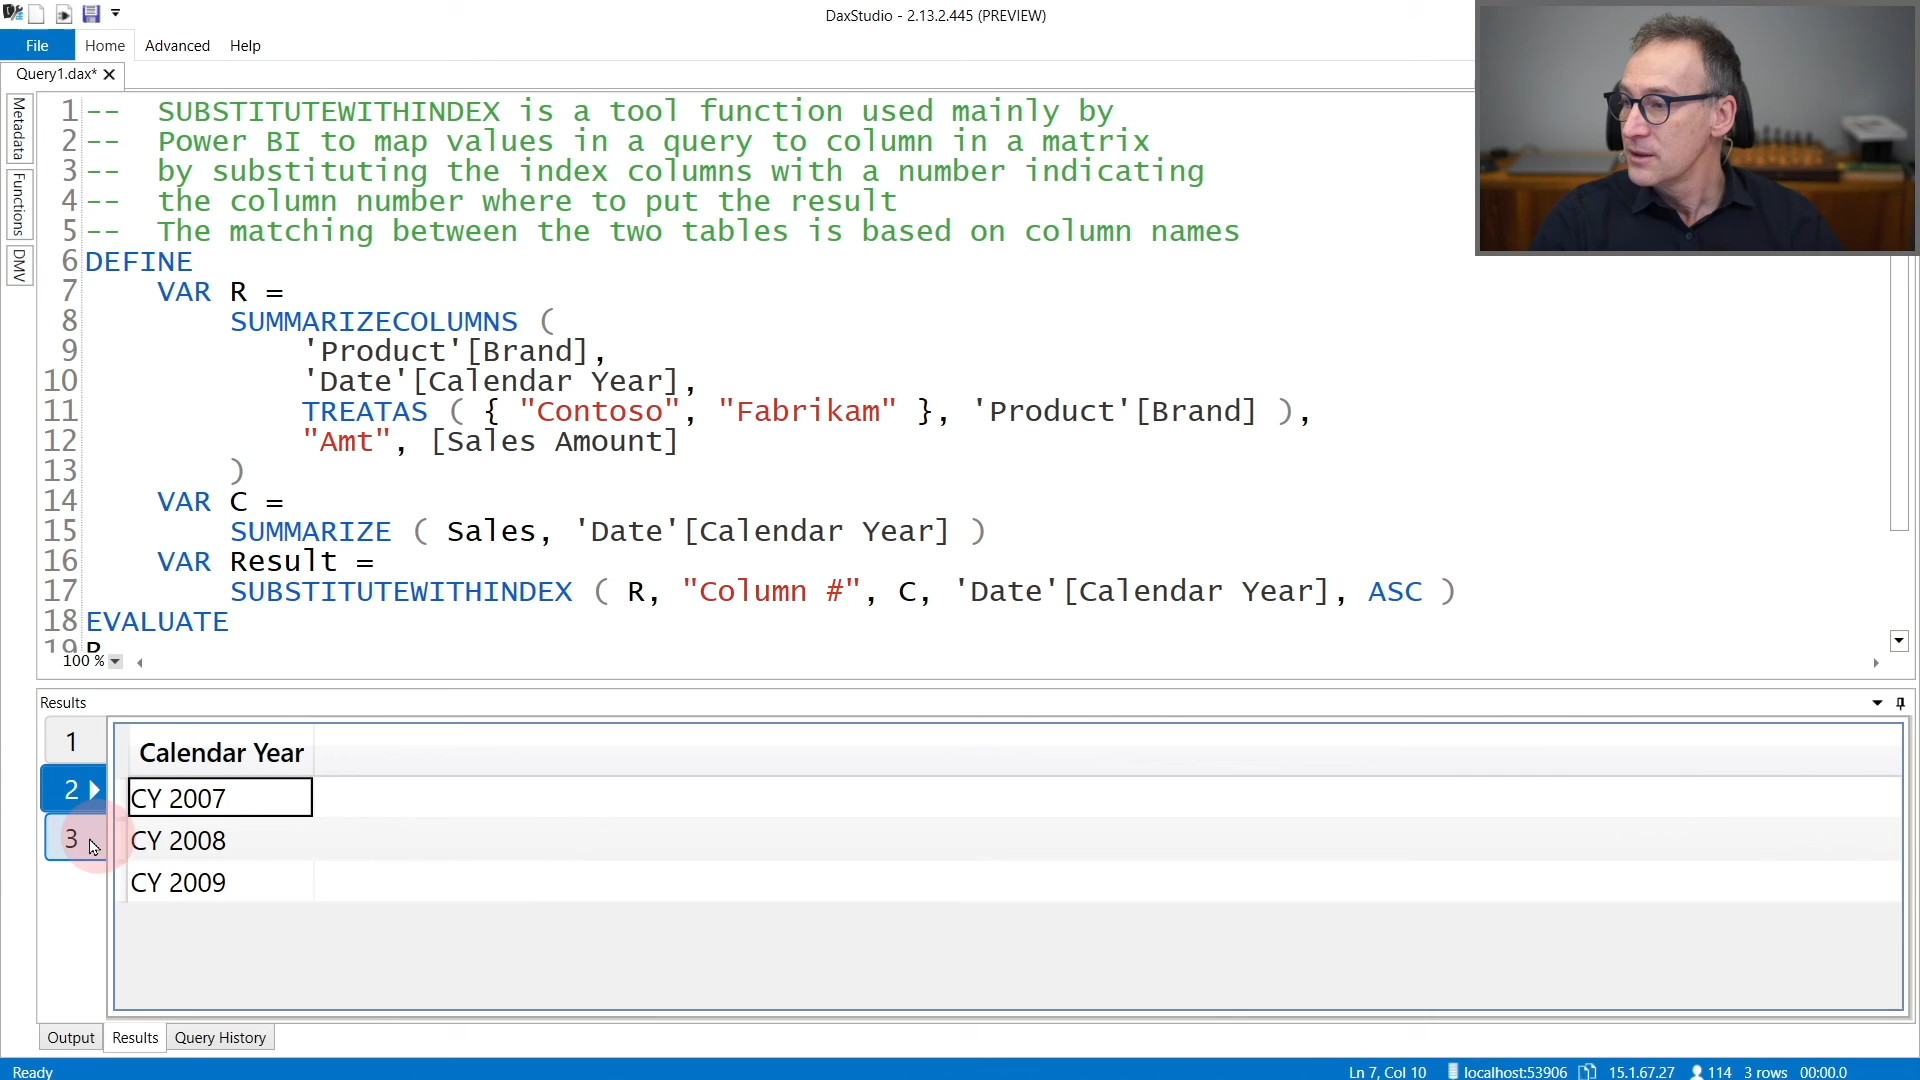 DaxStudio - 2.13.2.445 (PREVIEW)
File Home Advanced Help
Query1.dax*
Metadata
Functions
DMV
1 -- SUBSTITUTEWITHINDEX is a tool function used mainly by
2 -- Power BI to map values in a query to column in a matrix
3 -- by substituting the index columns with a number indicating
4 -- the column number where to put the result
5 -- The matching between the two tables is based on column names
6 DEFINE
7 VAR R =
8 SUMMARIZECOLUMNS (
9 'Product'[Brand],
10 'Date'[Calendar Year],
11 TREATAS ( { "Contoso", "Fabrikam" }, 'Product'[Brand] ),
12 "Amt", [Sales Amount]
13 )
14 VAR C =
15 SUMMARIZE ( Sales, 'Date'[Calendar Year] )
16 VAR Result =
17 SUBSTITUTEWITHINDEX ( R, "Column #", C, 'Date'[Calendar Year], ASC )
18 EVALUATE
19 R
100 %
Results
1
2
3
Calendar Year
CY 2007
CY 2008
CY 2009
Output Results Query History
Ready Ln 7, Col 10 localhost:53906 15.1.67.27 114 3 rows 00:00.0